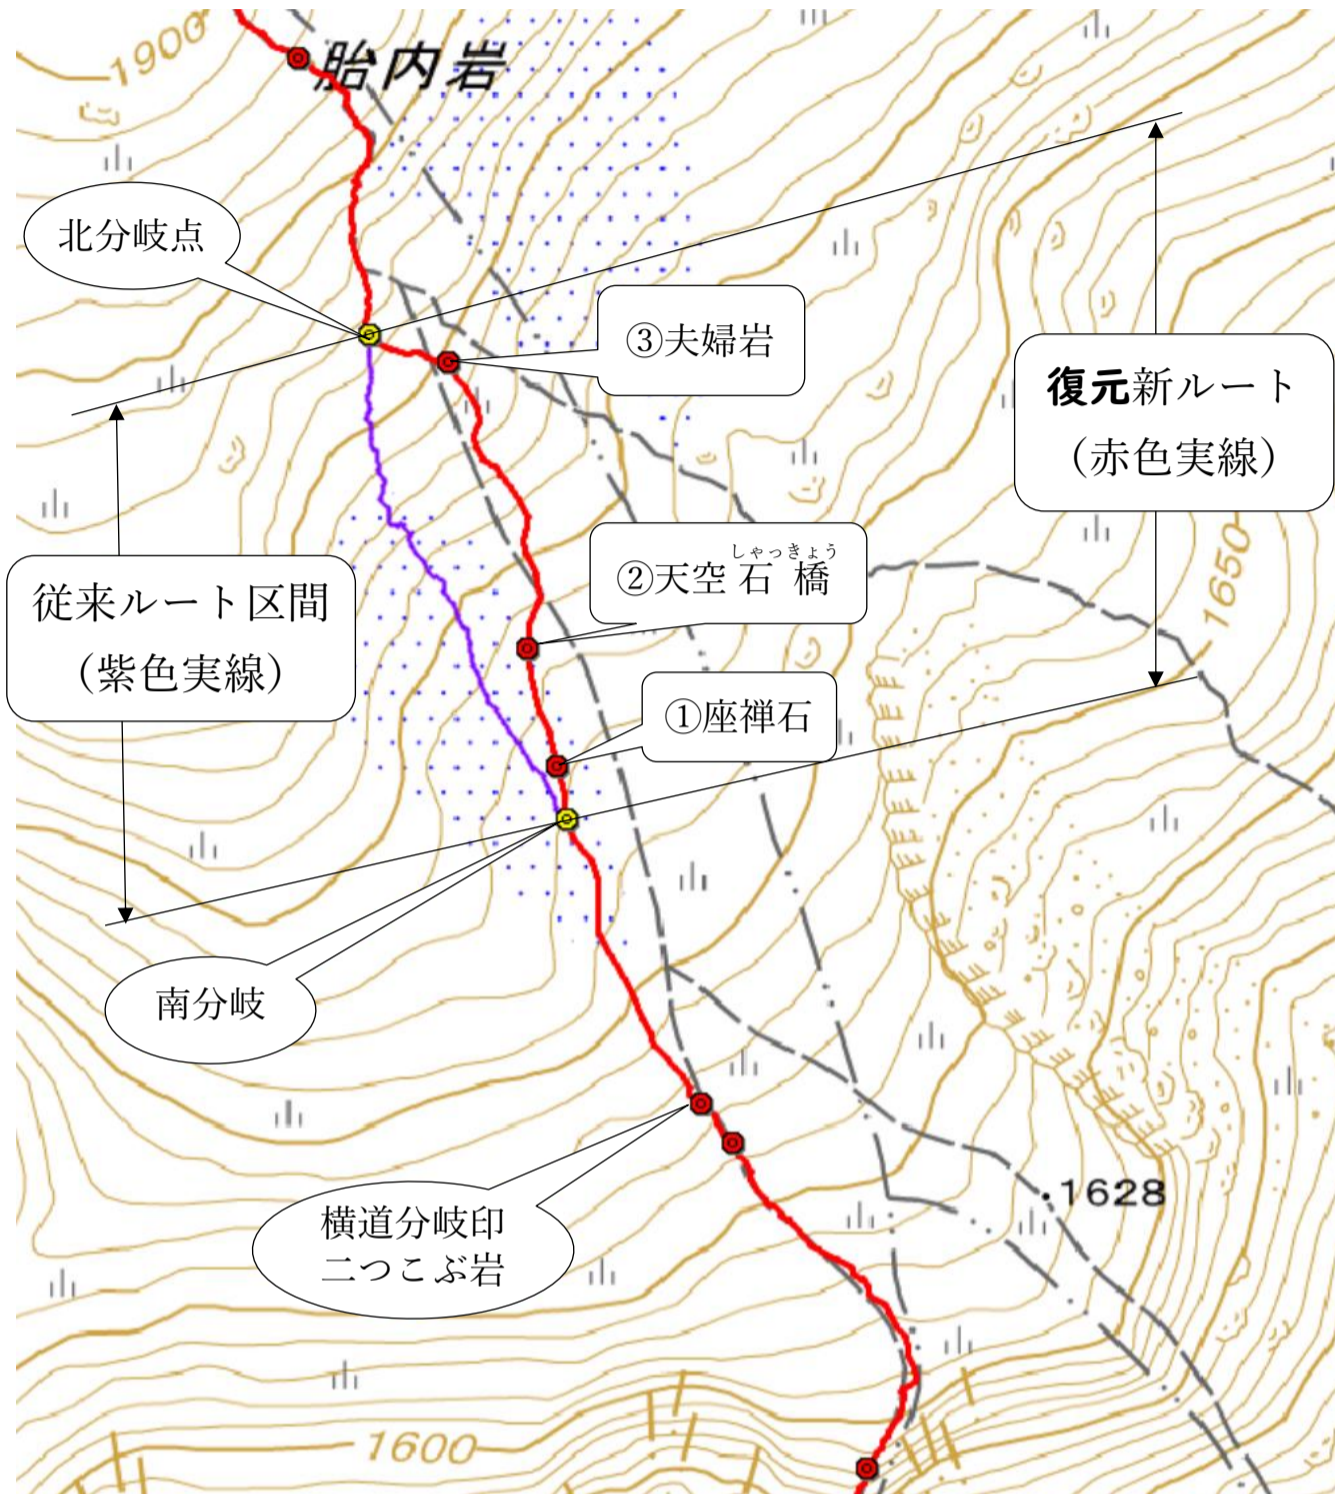 1900
胎内岩
北分岐点
③夫婦岩
復元新ルート
(赤色実線)
しゃっきょう
②天空石橋
1650
従来ルート区間
(紫色実線)
①座禅石
南分岐
・1628
横道分岐印
二つこぶ岩
1600